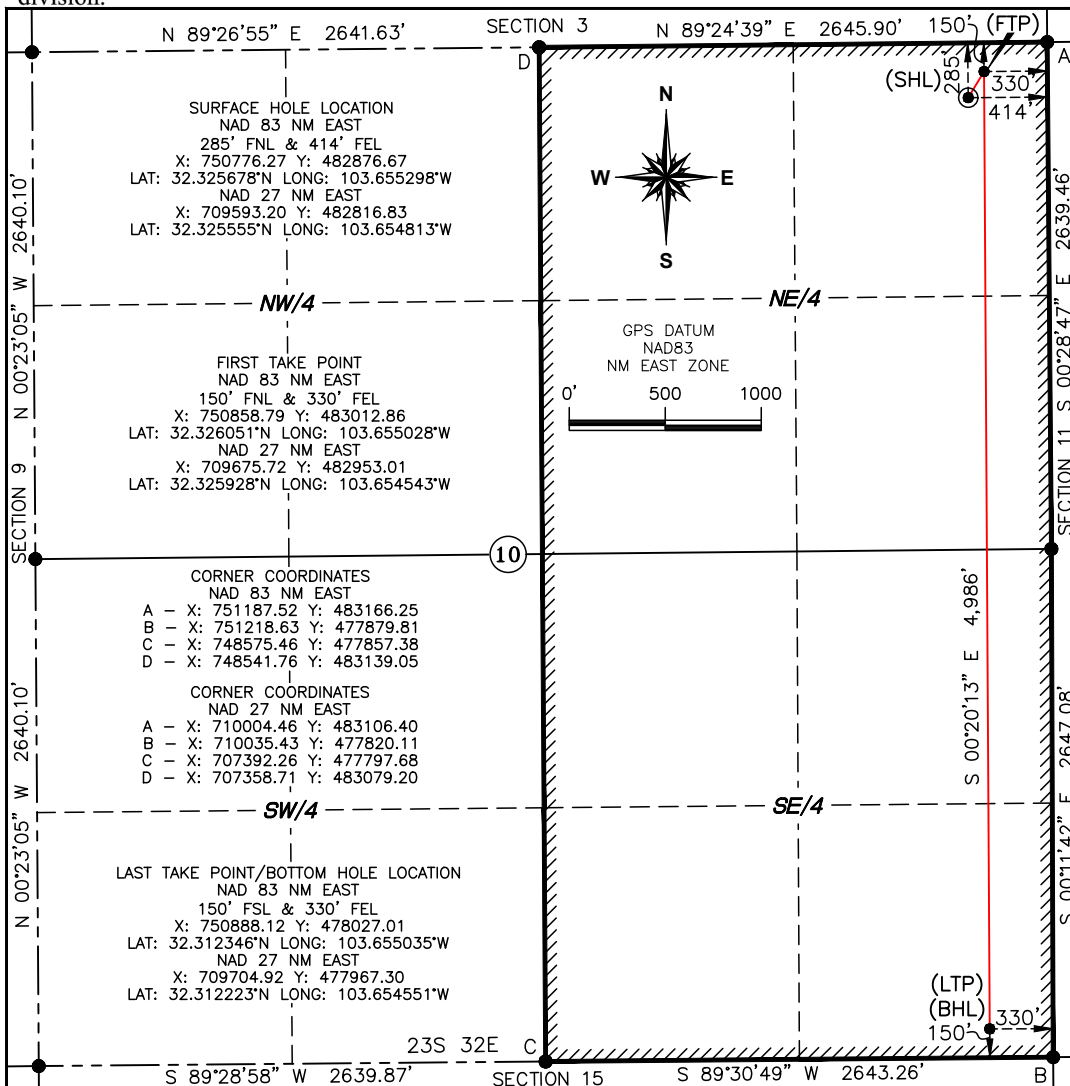 division.
N 89°26'55" E 2641.63'
SECTION 3
N 89°24'39" E 2645.90'
150'
(FTP)
D
A
(SHL)
285'
330'
414'
SURFACE HOLE LOCATION
NAD 83 NM EAST
285' FNL & 414' FEL
X: 750776.27 Y: 482876.67
LAT: 32.325678°N LONG: 103.655298°W
NAD 27 NM EAST
X: 709593.20 Y: 482816.83
LAT: 32.325555°N LONG: 103.654813°W
N
W
E
S
N 00°23'05" W 2640.10'
S 00°28'47" E 2639.46'
NW/4
NE/4
GPS DATUM
NAD83
NM EAST ZONE
0' 500 1000
FIRST TAKE POINT
NAD 83 NM EAST
150' FNL & 330' FEL
X: 750858.79 Y: 483012.86
LAT: 32.326051°N LONG: 103.655028°W
NAD 27 NM EAST
X: 709675.72 Y: 482953.01
LAT: 32.325928°N LONG: 103.654543°W
SECTION 9
SECTION 11
10
CORNER COORDINATES
NAD 83 NM EAST
A – X: 751187.52 Y: 483166.25
B – X: 751218.63 Y: 477879.81
C – X: 748575.46 Y: 477857.38
D – X: 748541.76 Y: 483139.05
CORNER COORDINATES
NAD 27 NM EAST
A – X: 710004.46 Y: 483106.40
B – X: 710035.43 Y: 477820.11
C – X: 707392.26 Y: 477797.68
D – X: 707358.71 Y: 483079.20
S 00°20'13" E 4,986'
N 00°23'05" W 2640.10'
S 00°11'42" E 2647.08'
SW/4
SE/4
LAST TAKE POINT/BOTTOM HOLE LOCATION
NAD 83 NM EAST
150' FSL & 330' FEL
X: 750888.12 Y: 478027.01
LAT: 32.312346°N LONG: 103.655035°W
NAD 27 NM EAST
X: 709704.92 Y: 477967.30
LAT: 32.312223°N LONG: 103.654551°W
(LTP)
(BHL)
330'
150'
23S 32E
C
B
S 89°28'58" W 2639.87'
SECTION 15
S 89°30'49" W 2643.26'